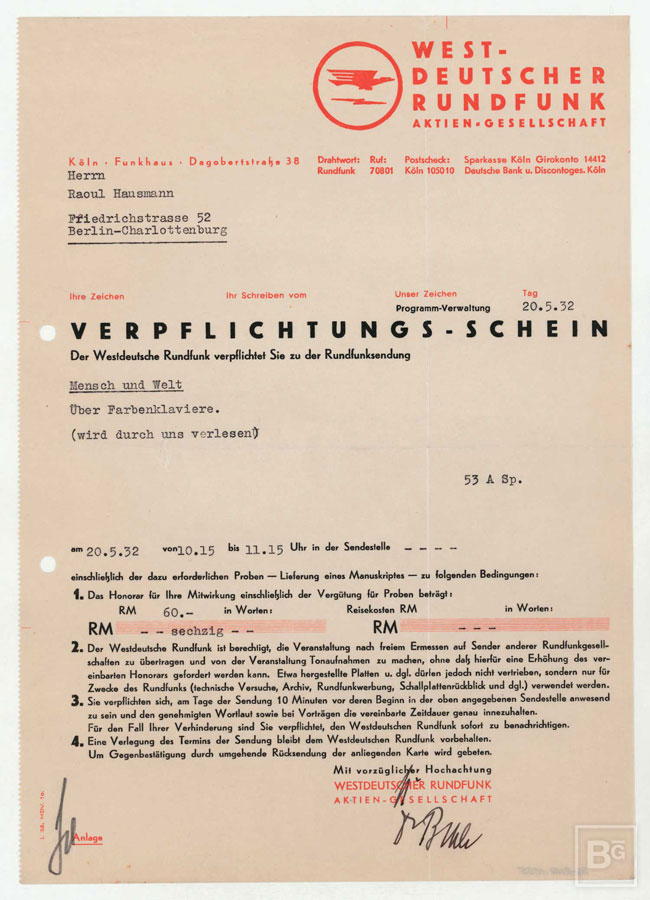 WEST-
DEUTSCHER
RUNDFUNK
AKTIEN-GESELLSCHAFT
Köln · Funkhaus · Dagobertstraße 38
Drahtwort: Ruf: Postscheck: Sparkasse Köln Girokonto 14412
Rundfunk 70801 Köln 105010 Deutsche Bank u. Discontoges. Köln
Herrn
Raoul Hausmann
Friedrichstrasse 52
Berlin-Charlottenburg
Ihre Zeichen Ihr Schreiben vom Unser Zeichen Tag
Programm-Verwaltung 20.5.32
VERPFLICHTUNGS-SCHEIN
Der Westdeutsche Rundfunk verpflichtet Sie zu der Rundfunksendung
Mensch und Welt
Über Farbenklaviere.
(wird durch uns verlesen)
53 A Sp.
am 20.5.32 von 10.15 bis 11.15 Uhr in der Sendestelle - - - -
einschließlich der dazu erforderlichen Proben — Lieferung eines Manuskriptes — zu folgenden Bedingungen:
1. Das Honorar für Ihre Mitwirkung einschließlich der Vergütung für Proben beträgt:
RM 60.- in Worten: Reisekosten RM in Worten:
RM - - sechzig - - RM - - -
2. Der Westdeutsche Rundfunk ist berechtigt, die Veranstaltung nach freiem Ermessen auf Sender anderer Rundfunkgesell-
schaften zu übertragen und von der Veranstaltung Tonaufnahmen zu machen, ohne daß hierfür eine Erhöhung des ver-
einbarten Honorars gefordert werden kann. Etwa hergestellte Platten u. dgl. dürfen jedoch nicht vertrieben, sondern nur für
Zwecke des Rundfunks (technische Versuche, Archiv, Rundfunkwerbung, Schallplattenrückblick und dgl.) verwendet werden.
3. Sie verpflichten sich, am Tage der Sendung 10 Minuten vor deren Beginn in der oben angegebenen Sendestelle anwesend
zu sein und den genehmigten Wortlaut sowie bei Vorträgen die vereinbarte Zeitdauer genau innezuhalten.
Für den Fall Ihrer Verhinderung sind Sie verpflichtet, den Westdeutschen Rundfunk sofort zu benachrichtigen.
4. Eine Verlegung des Termins der Sendung bleibt dem Westdeutschen Rundfunk vorbehalten.
Um Gegenbestätigung durch umgehende Rücksendung der anliegenden Karte wird gebeten.
Mit vorzüglicher Hochachtung
WESTDEUTSCHER RUNDFUNK
AKTIEN-GESELLSCHAFT
Anlage
BG